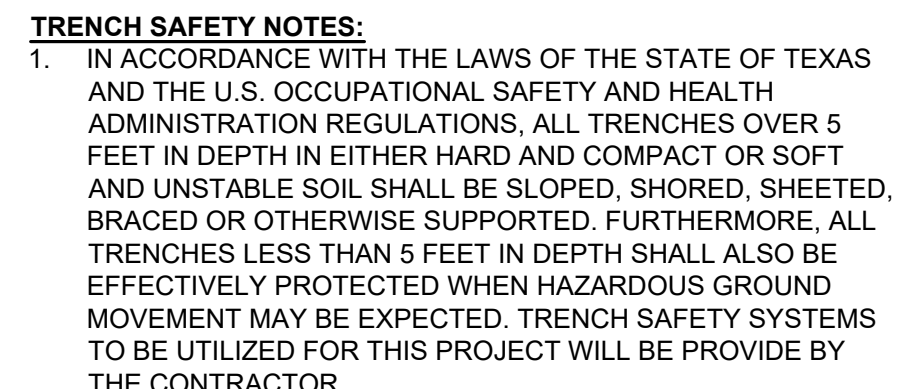 TRENCH SAFETY NOTES:
1. IN ACCORDANCE WITH THE LAWS OF THE STATE OF TEXAS
AND THE U.S. OCCUPATIONAL SAFETY AND HEALTH
ADMINISTRATION REGULATIONS, ALL TRENCHES OVER 5
FEET IN DEPTH IN EITHER HARD AND COMPACT OR SOFT
AND UNSTABLE SOIL SHALL BE SLOPED, SHORED, SHEETED,
BRACED OR OTHERWISE SUPPORTED. FURTHERMORE, ALL
TRENCHES LESS THAN 5 FEET IN DEPTH SHALL ALSO BE
EFFECTIVELY PROTECTED WHEN HAZARDOUS GROUND
MOVEMENT MAY BE EXPECTED. TRENCH SAFETY SYSTEMS
TO BE UTILIZED FOR THIS PROJECT WILL BE PROVIDE BY
THE CONTRACTOR